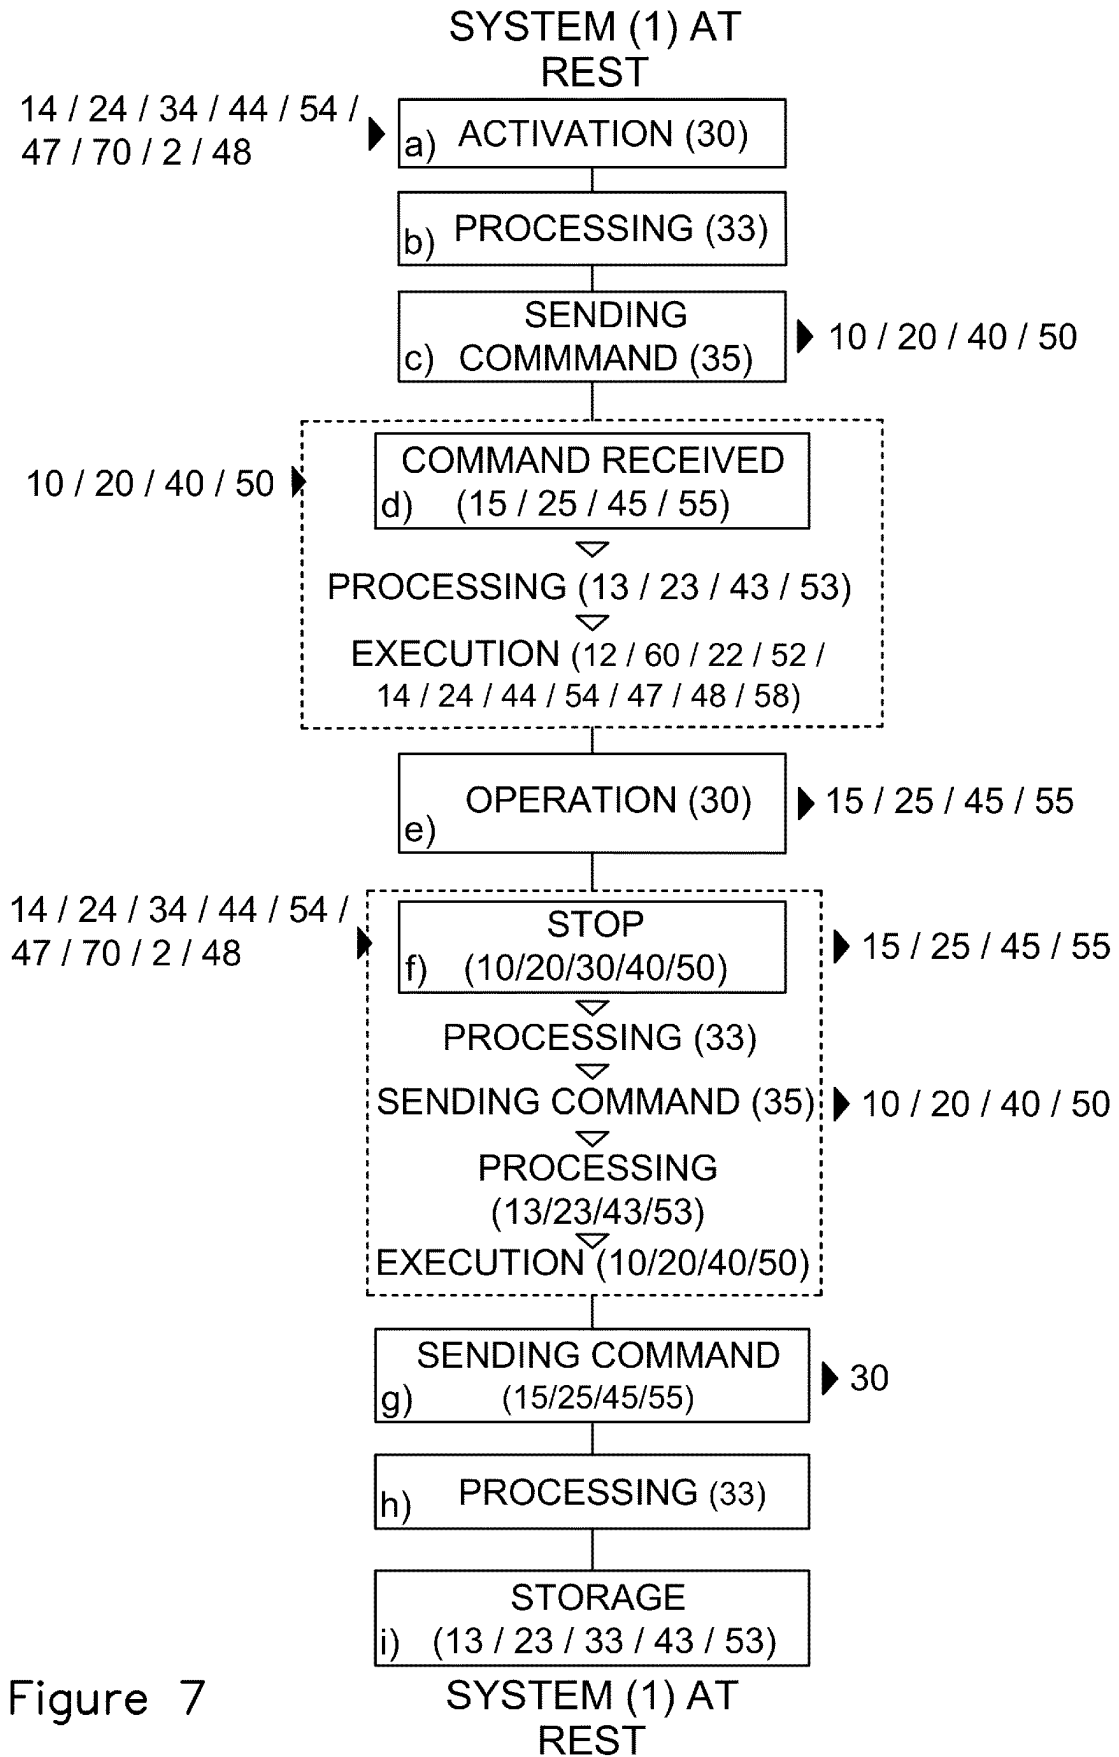 SYSTEM (1) AT
REST
14 / 24 / 34 / 44 / 54 /
47 / 70 / 2 / 48
a) ACTIVATION (30)
b) PROCESSING (33)
SENDING
c) COMMMAND (35)
10 / 20 / 40 / 50
10 / 20 / 40 / 50
COMMAND RECEIVED
d) (15 / 25 / 45 / 55)
PROCESSING (13 / 23 / 43 / 53)
EXECUTION (12 / 60 / 22 / 52 /
14 / 24 / 44 / 54 / 47 / 48 / 58)
e) OPERATION (30)
15 / 25 / 45 / 55
14 / 24 / 34 / 44 / 54 /
47 / 70 / 2 / 48
STOP
f) (10/20/30/40/50)
15 / 25 / 45 / 55
PROCESSING (33)
SENDING COMMAND (35)
10 / 20 / 40 / 50
PROCESSING
(13/23/43/53)
EXECUTION (10/20/40/50)
SENDING COMMAND
g) (15/25/45/55)
30
h) PROCESSING (33)
STORAGE
i) (13 / 23 / 33 / 43 / 53)
Figure 7
SYSTEM (1) AT
REST